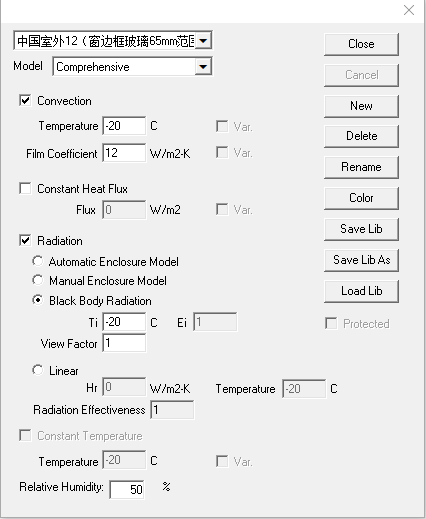 中国室外12（窗边框玻璃65mm范围
Close
Model Comprehensive
Cancel
Convection
New
Temperature -20 C Var.
Delete
Film Coefficient 12 W/m2-K Var.
Rename
Constant Heat Flux
Color
Flux 0 W/m2 Var.
Save Lib
Radiation
Automatic Enclosure Model
Save Lib As
Manual Enclosure Model
Black Body Radiation
Load Lib
Ti -20 C Ei 1
Protected
View Factor 1
Linear
Hr 0 W/m2-K Temperature -20 C
Radiation Effectiveness 1
Constant Temperature
Temperature -20 C Var.
Relative Humidity: 50 %